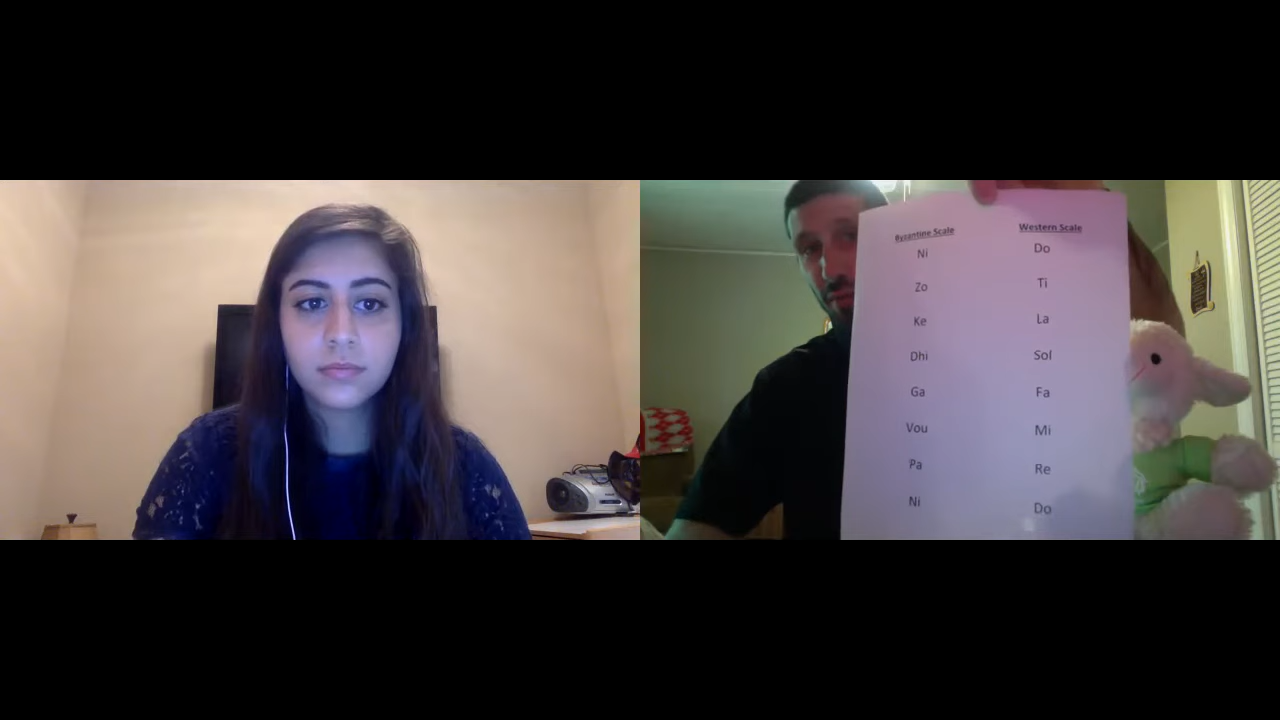 Byzantine Scale Western Scale
Ni Do
Zo Ti
Ke La
Dhi Sol
Ga Fa
Vou Mi
Pa Re
Ni Do